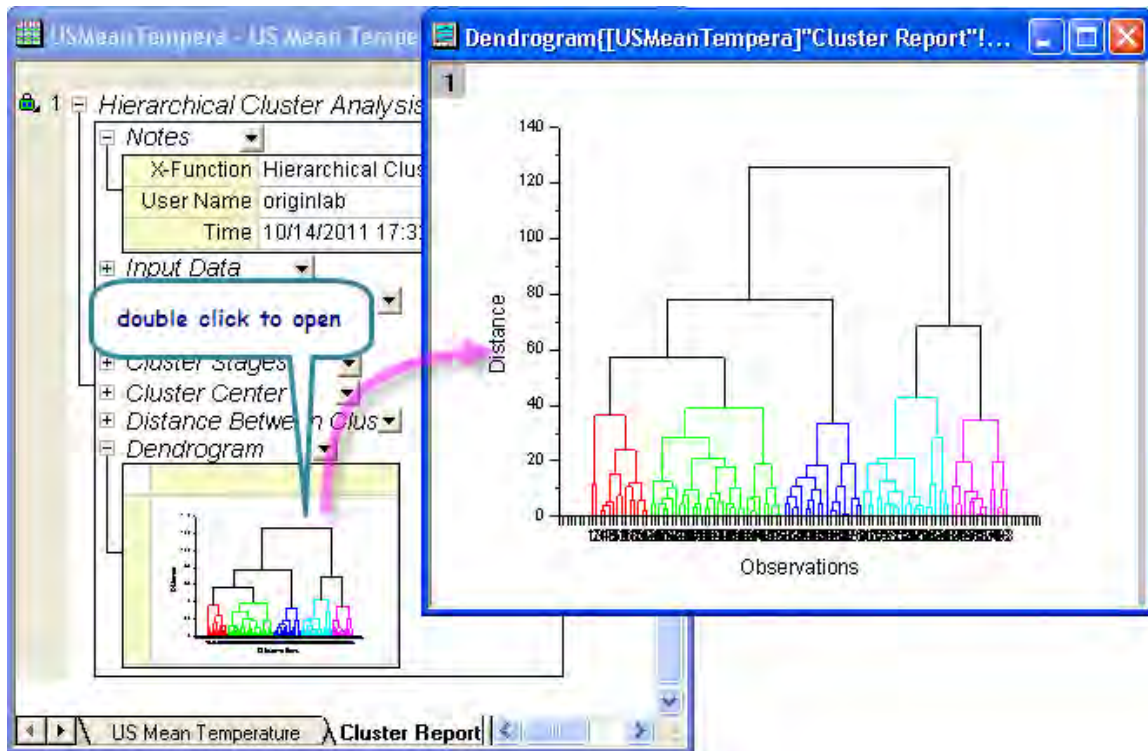 USMeanTempera - US Mean Tempe
1 Hierarchical Cluster Analysis
Notes
X-Function Hierarchical Clus
User Name originlab
Time 10/14/2011 17:3
Input Data
double click to open
Cluster Stages
Cluster Center
Distance Between Clus
Dendrogram
US Mean Temperature
Cluster Report
Dendrogram{[USMeanTempera]"Cluster Report"!...
1
140
120
100
80
60
40
20
0
Distance
Observations